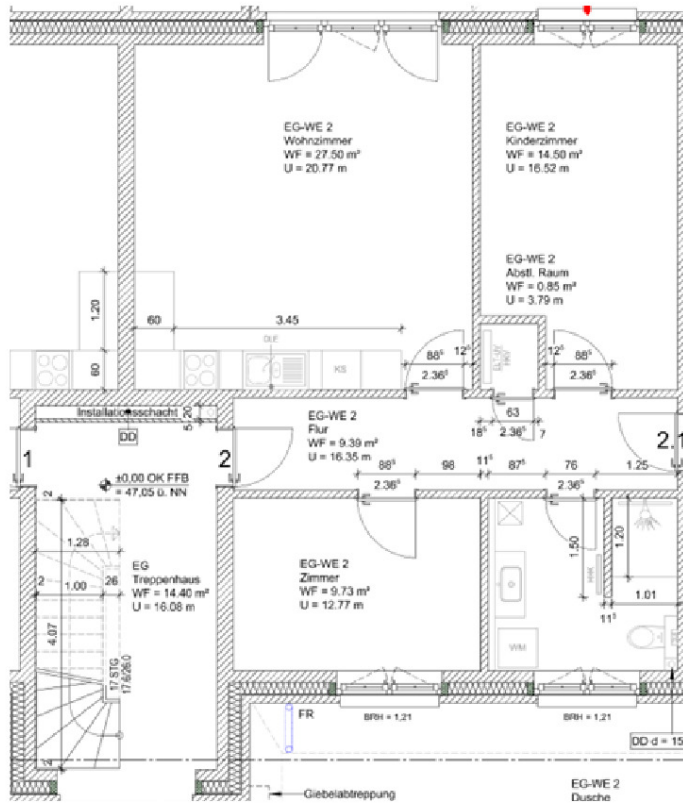 EG-WE 2
Wohnzimmer
WF = 27.50 m²
U = 20.77 m
EG-WE 2
Kinderzimmer
WF = 14.50 m²
U = 16.52 m
EG-WE 2
Abstl. Raum
WF = 0.85 m²
U = 3.79 m
1.20
60
60
3.45
DLE
KS
88⁵
12⁵
2.36⁵
12⁵
88⁵
2.36⁵
Installationsschacht
20
5
DD
EG-WE 2
Flur
WF = 9.39 m²
U = 16.35 m
63
18⁵
2.36⁵
7
1
2
2.1
±0,00 OK FFB
= 47,05 ü. NN
88⁵
98
11⁵
87⁵
76
1.25
2.36⁵
2.36⁵
2
1.28
2
1.00
26
4.07
EG
Treppenhaus
WF = 14.40 m²
U = 16.08 m
17 STG
17.6/26.0
EG-WE 2
Zimmer
WF = 9.73 m²
U = 12.77 m
1.50
HHK
1.20
1.01
11⁵
WM
FR
BRH = 1,21
BRH = 1,21
DD d = 15
Giebelabtreppung
EG-WE 2
Dusche